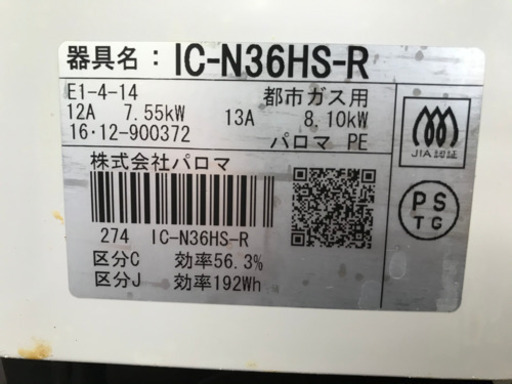 器具名：IC-N36HS-R
E1-4-14 都市ガス用
12A 7.55kW 13A 8.10kW
16・12-900372 パロマ PE
JIA認証
株式会社パロマ
PS
TG
274 IC-N36HS-R
区分C 効率56.3%
区分J 効率192Wh